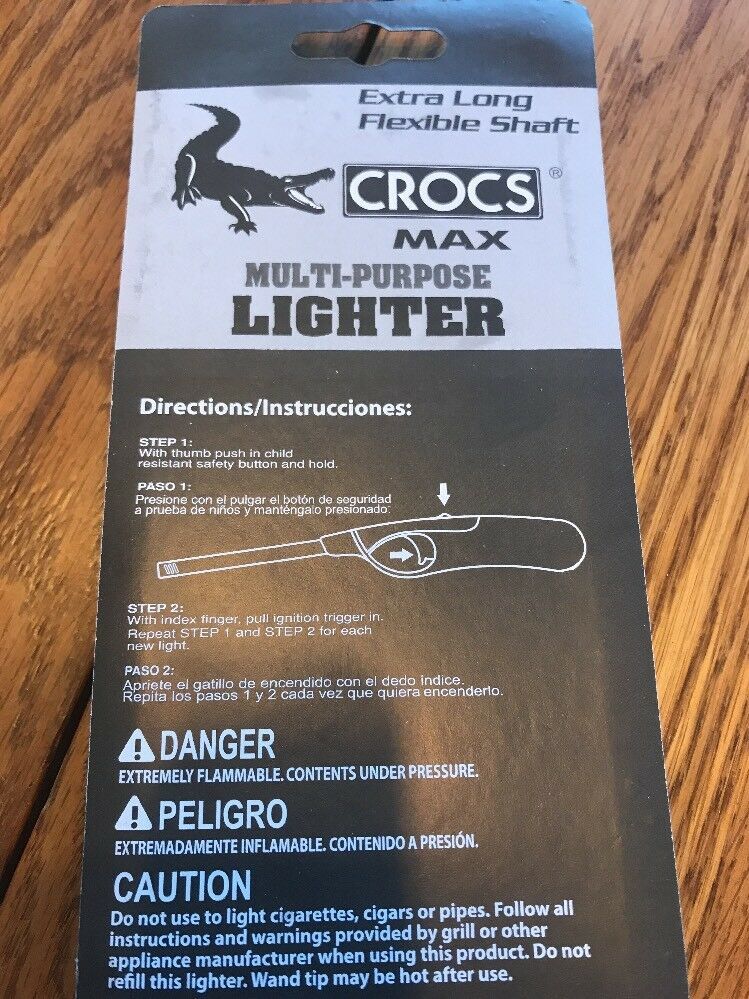 Extra Long
Flexible Shaft
CROCS®
MAX
MULTI-PURPOSE
LIGHTER
Directions/Instrucciones:
STEP 1:
With thumb push in child
resistant safety button and hold.
PASO 1:
Presione con el pulgar el botón de seguridad
a prueba de niños y manténgalo presionado.
STEP 2:
With index finger, pull ignition trigger in.
Repeat STEP 1 and STEP 2 for each
new light.
PASO 2:
Apriete el gatillo de encendido con el dedo indice.
Repita los pasos 1 y 2 cada vez que quiera encenderlo.
DANGER
EXTREMELY FLAMMABLE. CONTENTS UNDER PRESSURE.
PELIGRO
EXTREMADAMENTE INFLAMABLE. CONTENIDO A PRESIÓN.
CAUTION
Do not use to light cigarettes, cigars or pipes. Follow all
instructions and warnings provided by grill or other
appliance manufacturer when using this product. Do not
refill this lighter. Wand tip may be hot after use.